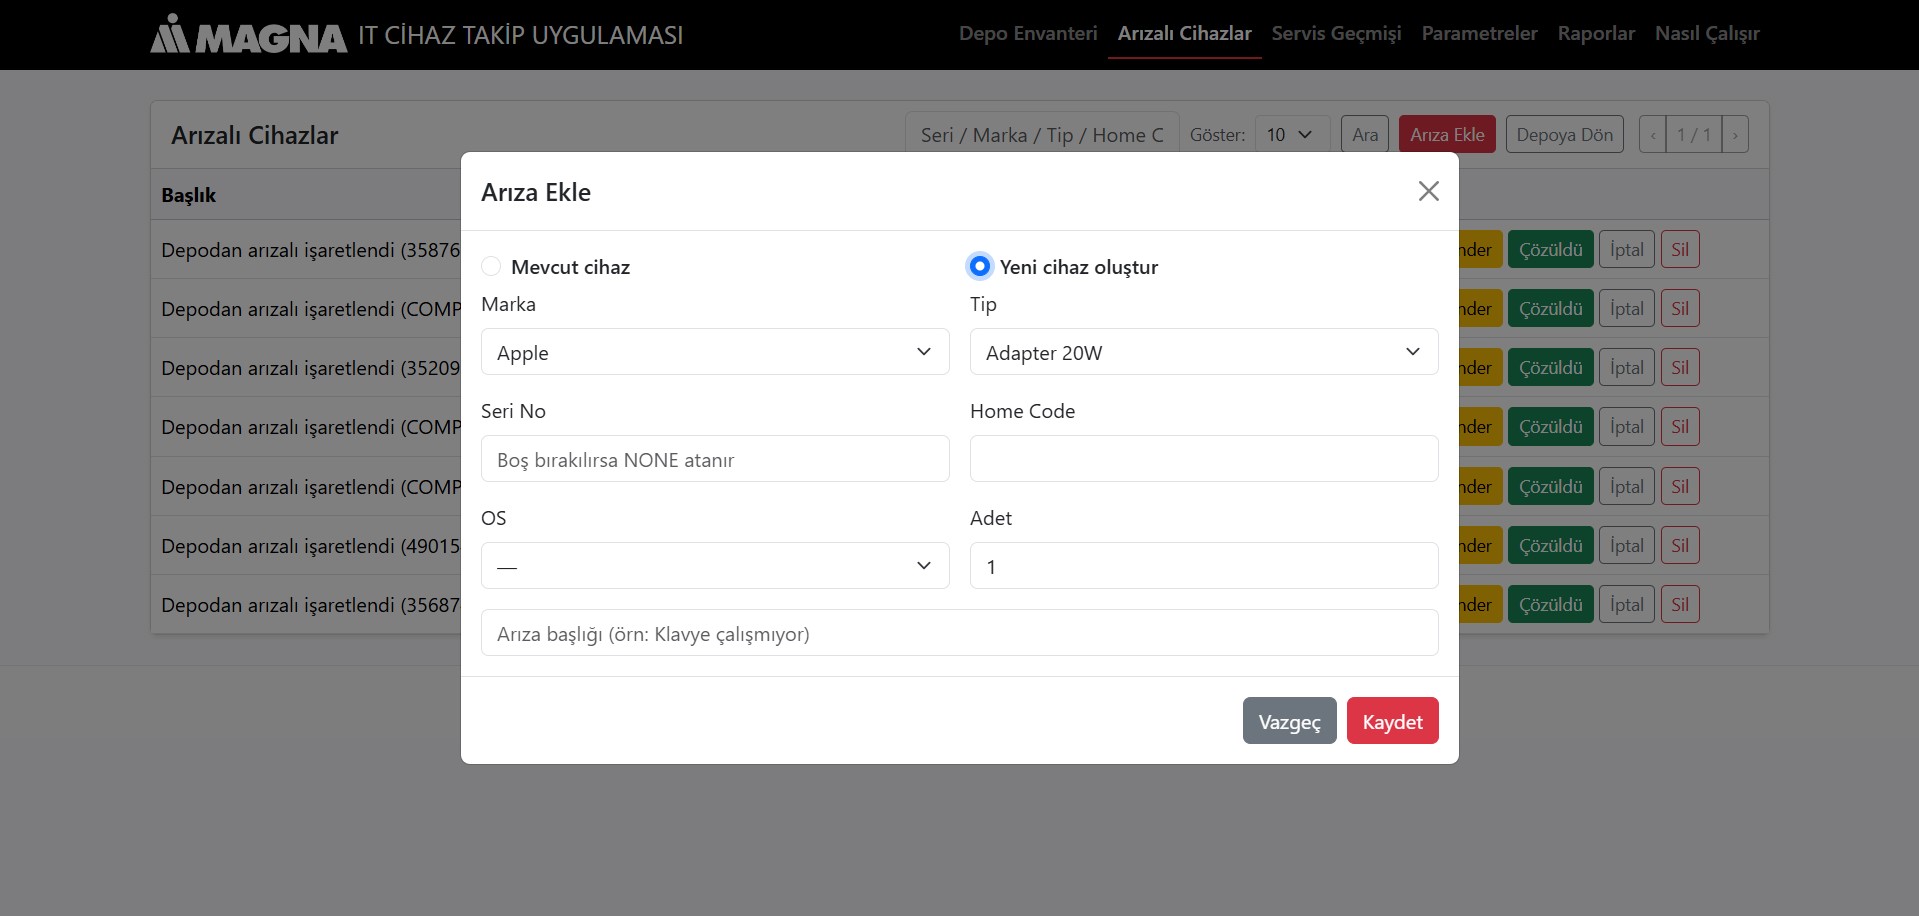 MAGNA IT CİHAZ TAKİP UYGULAMASI
Depo Envanteri Arızalı Cihazlar Servis Geçmişi Parametreler Raporlar Nasıl Çalışır
Arızalı Cihazlar
Seri / Marka / Tip / Home C Göster: 10 Ara Arıza Ekle Depoya Dön ‹ 1 / 1 ›
Başlık
Arıza Ekle
Mevcut cihaz
Yeni cihaz oluştur
Marka
Tip
Apple
Adapter 20W
Seri No
Home Code
Boş bırakılırsa NONE atanır
OS
Adet
—
1
Arıza başlığı (örn: Klavye çalışmıyor)
Vazgeç Kaydet
Depodan arızalı işaretlendi (35876
nder Çözüldü İptal Sil
Depodan arızalı işaretlendi (COMP
nder Çözüldü İptal Sil
Depodan arızalı işaretlendi (35209
nder Çözüldü İptal Sil
Depodan arızalı işaretlendi (COMP
nder Çözüldü İptal Sil
Depodan arızalı işaretlendi (COMP
nder Çözüldü İptal Sil
Depodan arızalı işaretlendi (49015
nder Çözüldü İptal Sil
Depodan arızalı işaretlendi (35687
nder Çözüldü İptal Sil